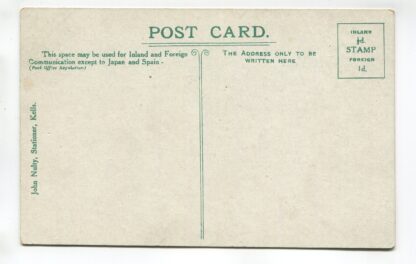 POST CARD.
This space may be used for Inland and Foreign
Communication except to Japan and Spain -
(Post Office Regulation)
THE ADDRESS ONLY TO BE
WRITTEN HERE
INLAND
½d.
STAMP
FOREIGN
1d.
John Nulty, Stationer, Kells.